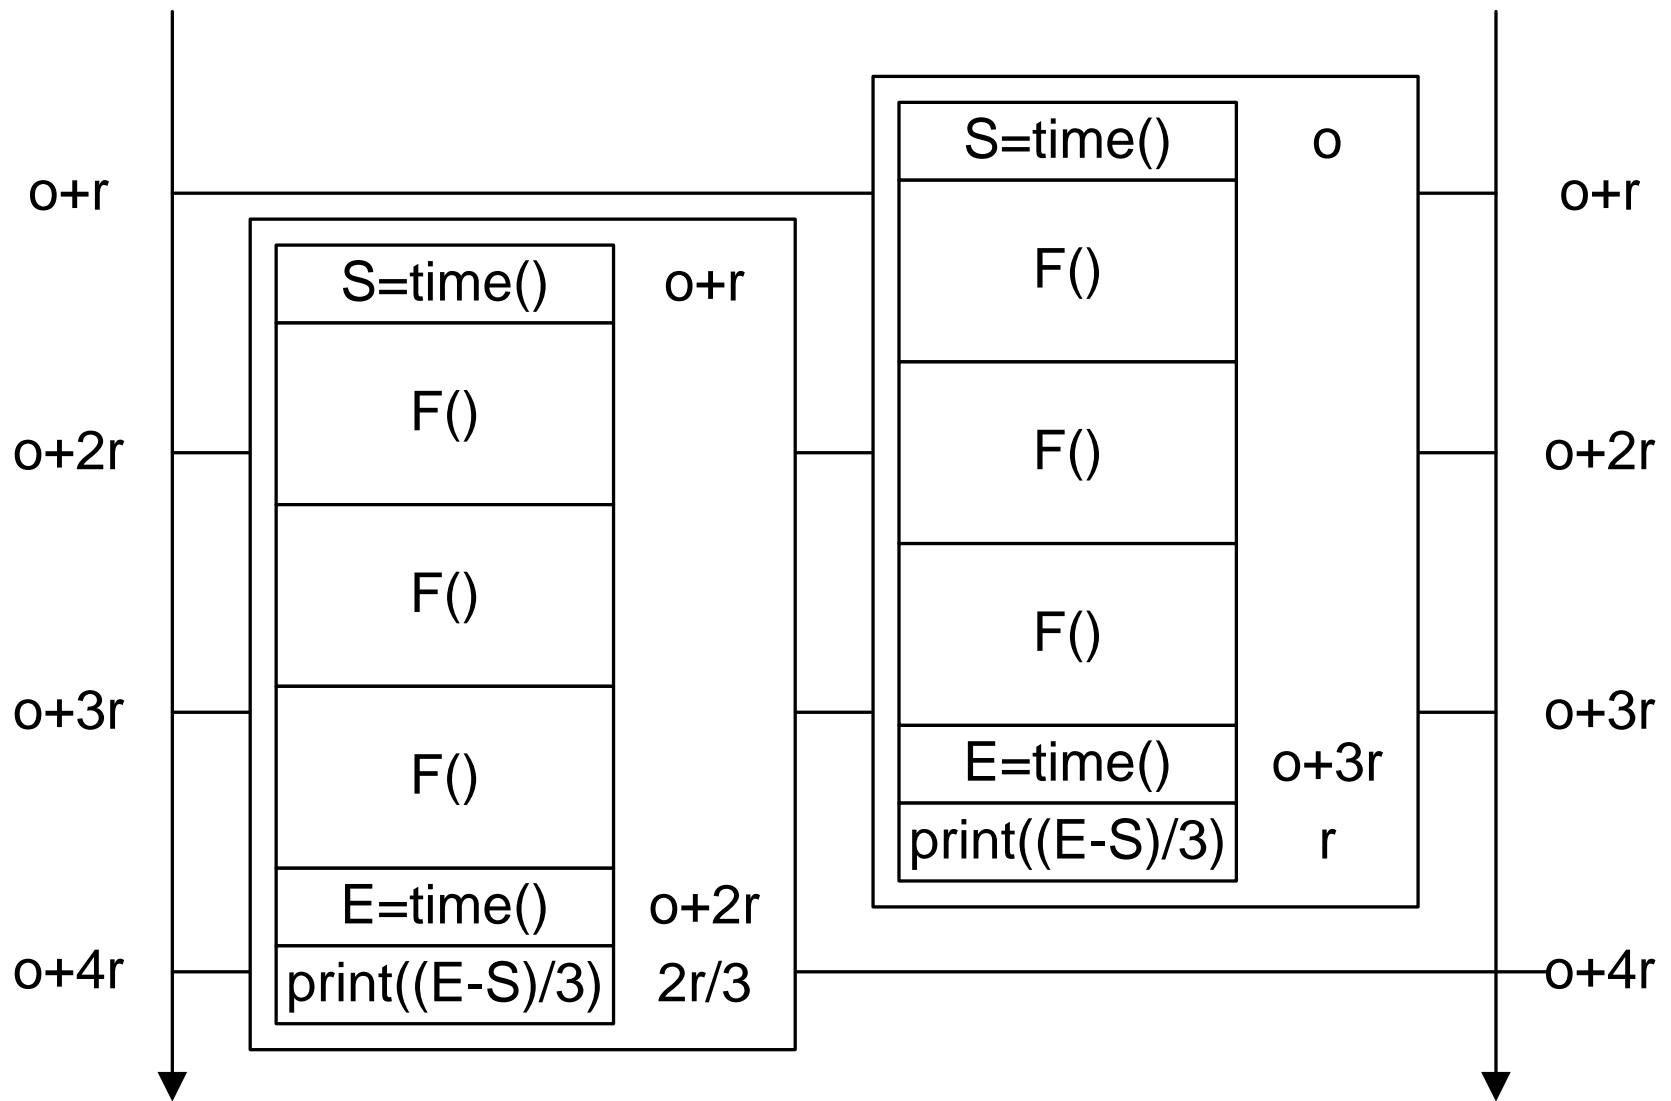 S=time() o
o+r o+r
F()
S=time() o+r
F()
o+2r F() o+2r
F()
F()
o+3r o+3r
E=time() o+3r
F()
print((E-S)/3) r
E=time() o+2r
o+4r print((E-S)/3) 2r/3 o+4r